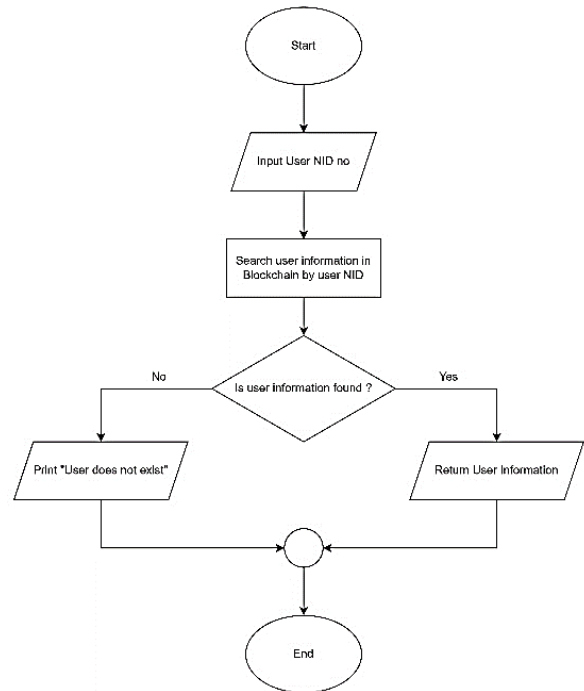 Start
Input User NID no
Search user information in
Blockchain by user NID
Is user information found ?
No
Yes
Print "User does not exist"
Return User Information
End